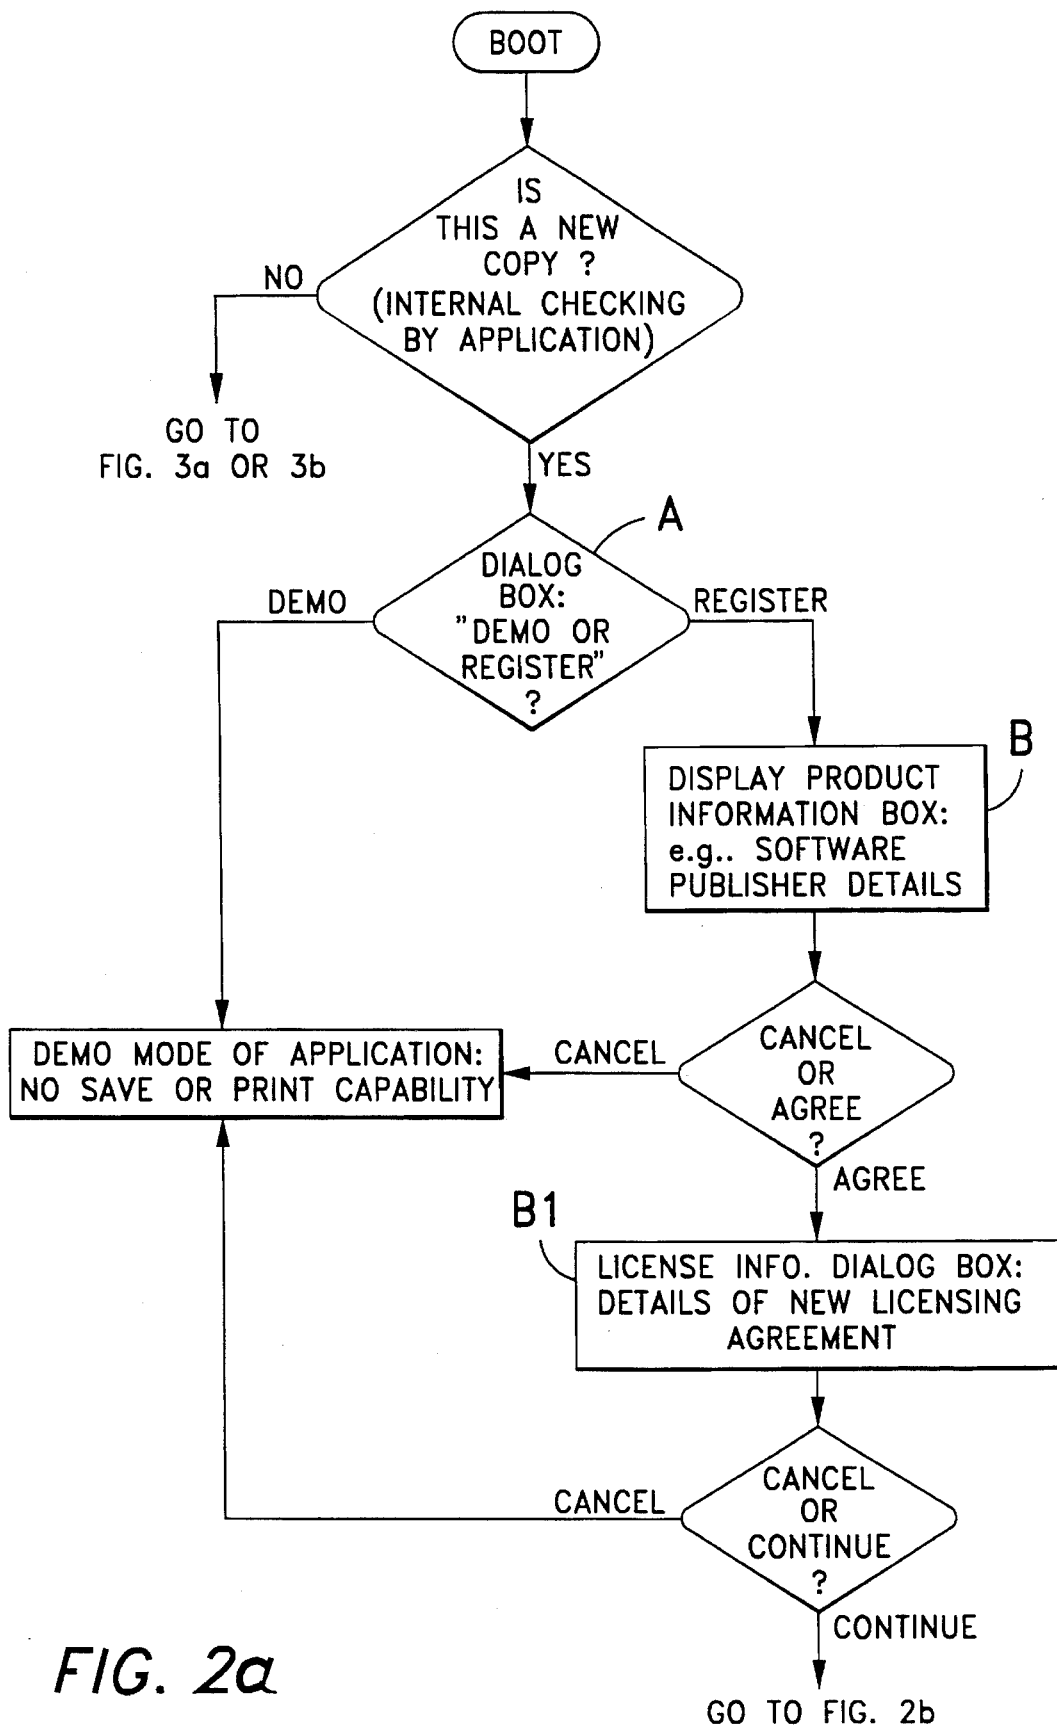 BOOT
IS
THIS A NEW
COPY ?
(INTERNAL CHECKING
BY APPLICATION)
NO
GO TO
FIG. 3a OR 3b
YES
A
DIALOG
BOX:
"DEMO OR
REGISTER"
?
DEMO
REGISTER
B
DISPLAY PRODUCT
INFORMATION BOX:
e.g.. SOFTWARE
PUBLISHER DETAILS
DEMO MODE OF APPLICATION:
NO SAVE OR PRINT CAPABILITY
CANCEL
CANCEL
OR
AGREE
?
AGREE
B1
LICENSE INFO. DIALOG BOX:
DETAILS OF NEW LICENSING
AGREEMENT
CANCEL
CANCEL
OR
CONTINUE
?
CONTINUE
GO TO FIG. 2b
FIG. 2a